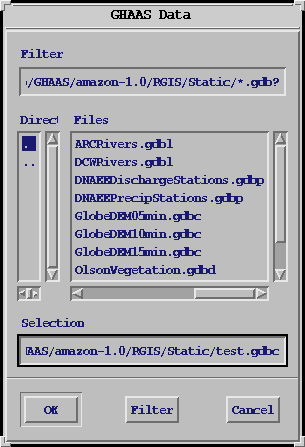 GHAAS Data
Filter
/GHAAS/amazon-1.0/RGIS/Static/*.gdb?
Direct Files
.
..
ARCRivers.gdbl
DCWRivers.gdbl
DNAEEDischargeStations.gdbp
DNAEEPrecipStations.gdbp
GlobeDEM05min.gdbc
GlobeDEM10min.gdbc
GlobeDEM15min.gdbc
OlsonVegetation.gdbd
Selection
AAS/amazon-1.0/RGIS/Static/test.gdbc
OK Filter Cancel